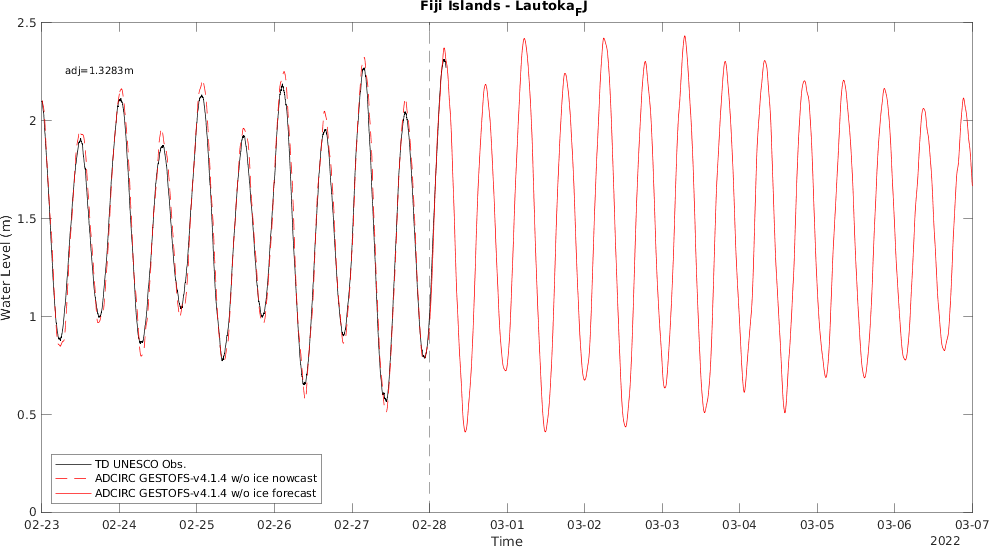 Fiji Islands - Lautoka_FJ
adj=1.3283m
2.5
2
1.5
1
0.5
0
Water Level (m)
TD UNESCO Obs.
ADCIRC GESTOFS-v4.1.4 w/o ice nowcast
ADCIRC GESTOFS-v4.1.4 w/o ice forecast
02-23 02-24 02-25 02-26 02-27 02-28 03-01 03-02 03-03 03-04 03-05 03-06 03-07
Time
2022